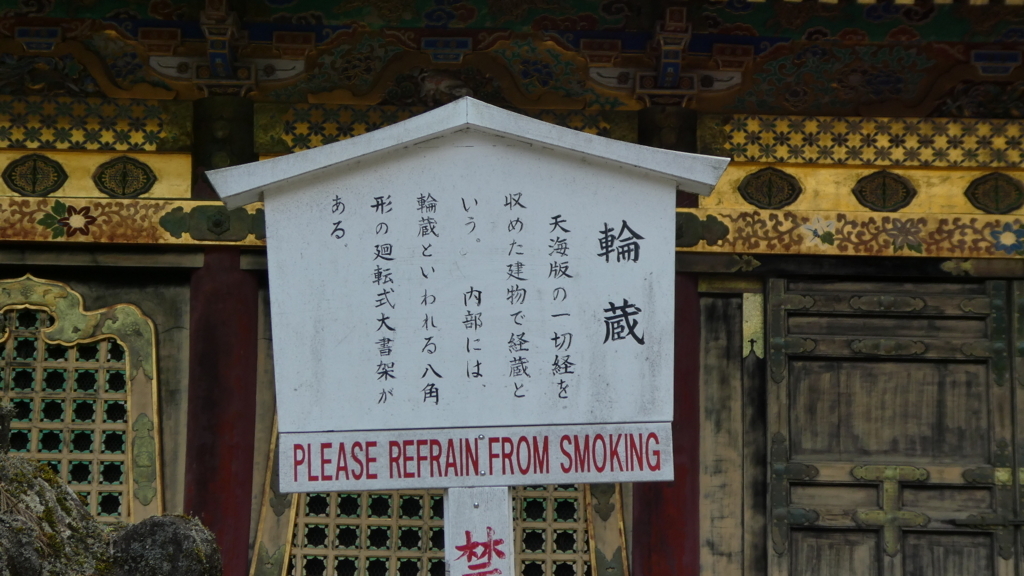 輪蔵
天海版の一切経を
収めた建物で経蔵と
いう。 内部には、
輪蔵といわれる八角
形の廻転式大書架が
ある。
PLEASE REFRAIN FROM SMOKING
禁